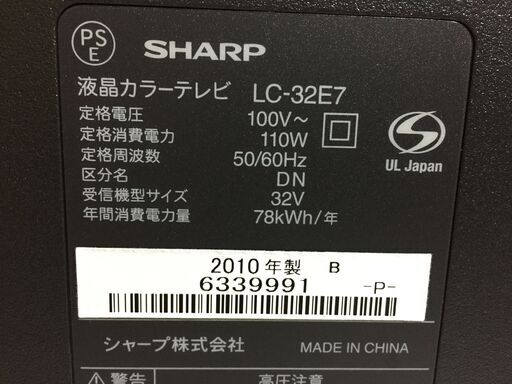 PS
E
SHARP
液晶カラーテレビ LC-32E7
定格電圧 100V～
定格消費電力 110W
定格周波数 50/60Hz
区分名 DN
受信機型サイズ 32V
年間消費電力量 78kWh/年
S
UL Japan
2010年製 B
6339991 -P-
シャープ株式会社 MADE IN CHINA
警告 高圧注意